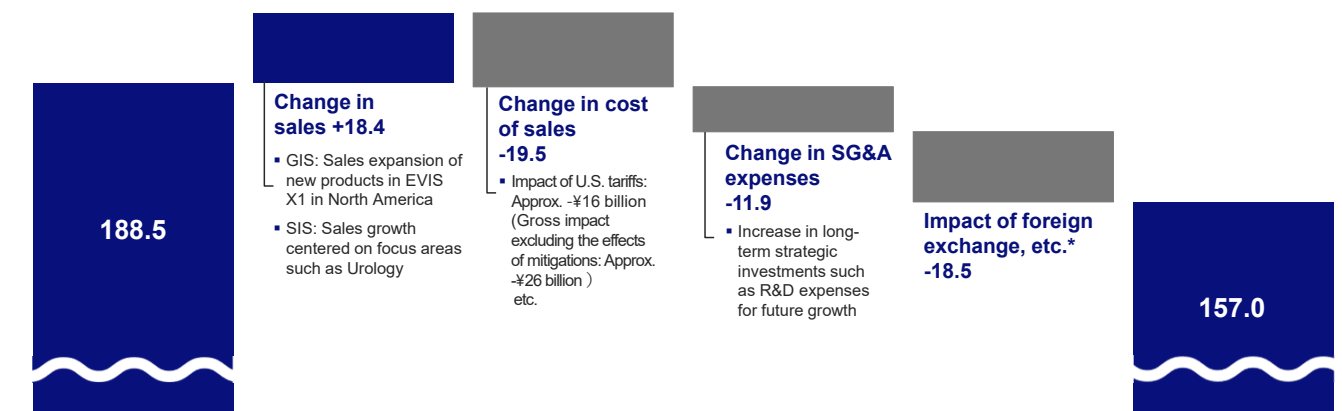 188.5
Change in
sales +18.4
▪ GIS: Sales expansion of
new products in EVIS
X1 in North America
▪ SIS: Sales growth
centered on focus areas
such as Urology
Change in cost
of sales
-19.5
▪ Impact of U.S. tariffs:
Approx. -¥16 billion
(Gross impact
excluding the effects
of mitigations: Approx.
-¥26 billion ）
etc.
Change in SG&A
expenses
-11.9
▪ Increase in long-
term strategic
investments such
as R&D expenses
for future growth
Impact of foreign
exchange, etc.*
-18.5
157.0